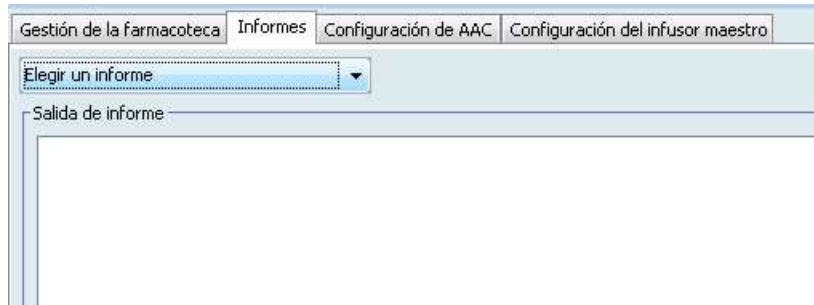 Gestión de la farmacoteca Informes Configuración de AAC Configuración del infusor maestro
Elegir un informe
Salida de informe